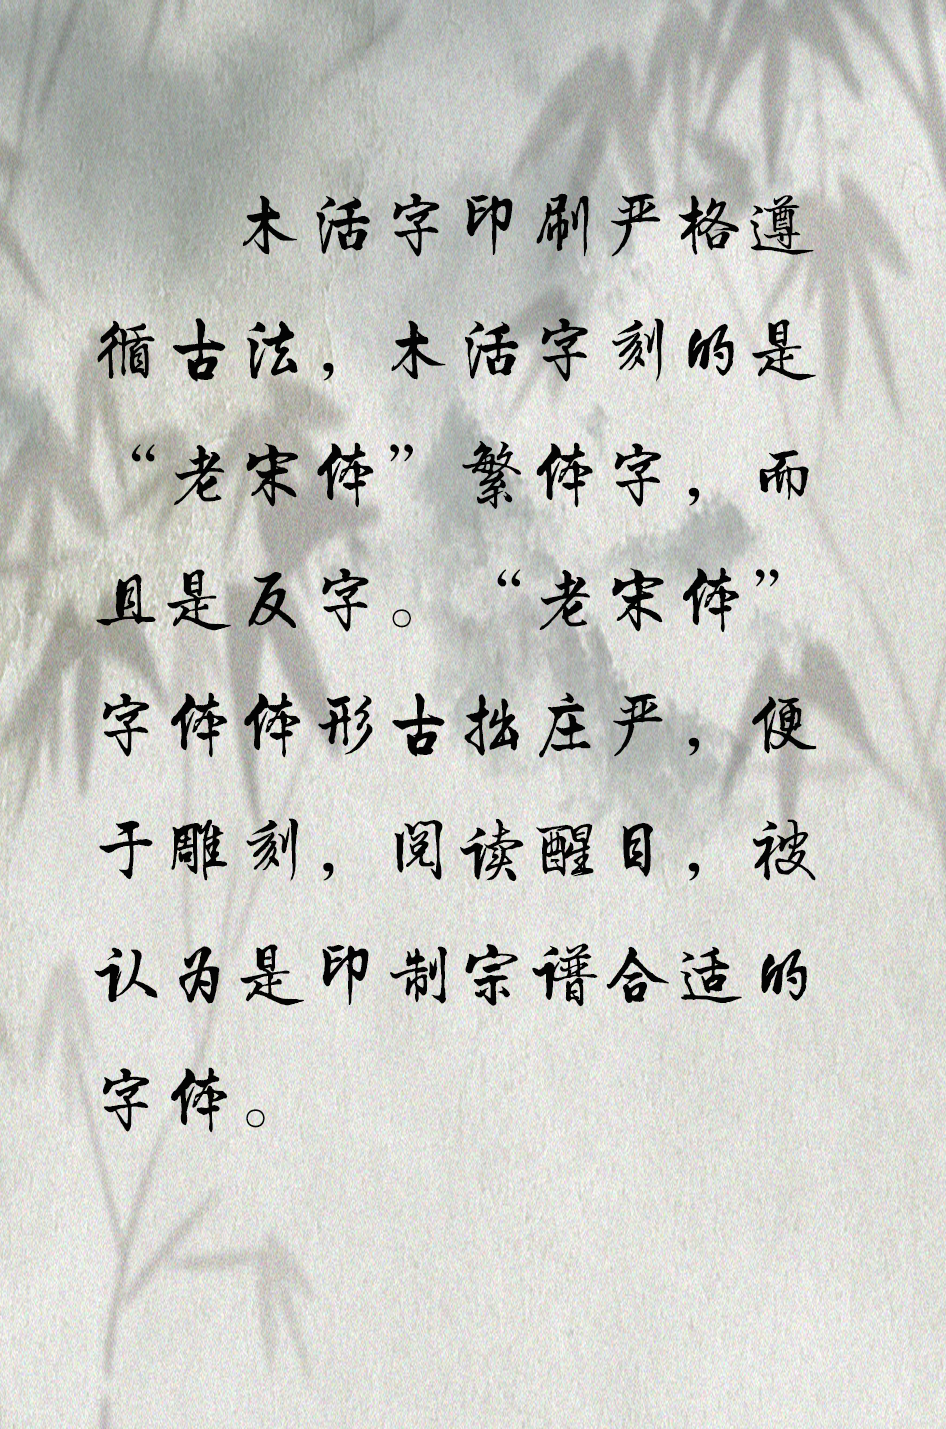 木活字印刷严格遵
循古法，木活字刻的是
“老宋体”繁体字，而
且是反字。“老宋体”
字体体形古拙庄严，便
于雕刻，阅读醒目，被
认为是印制宗谱合适的
字体。